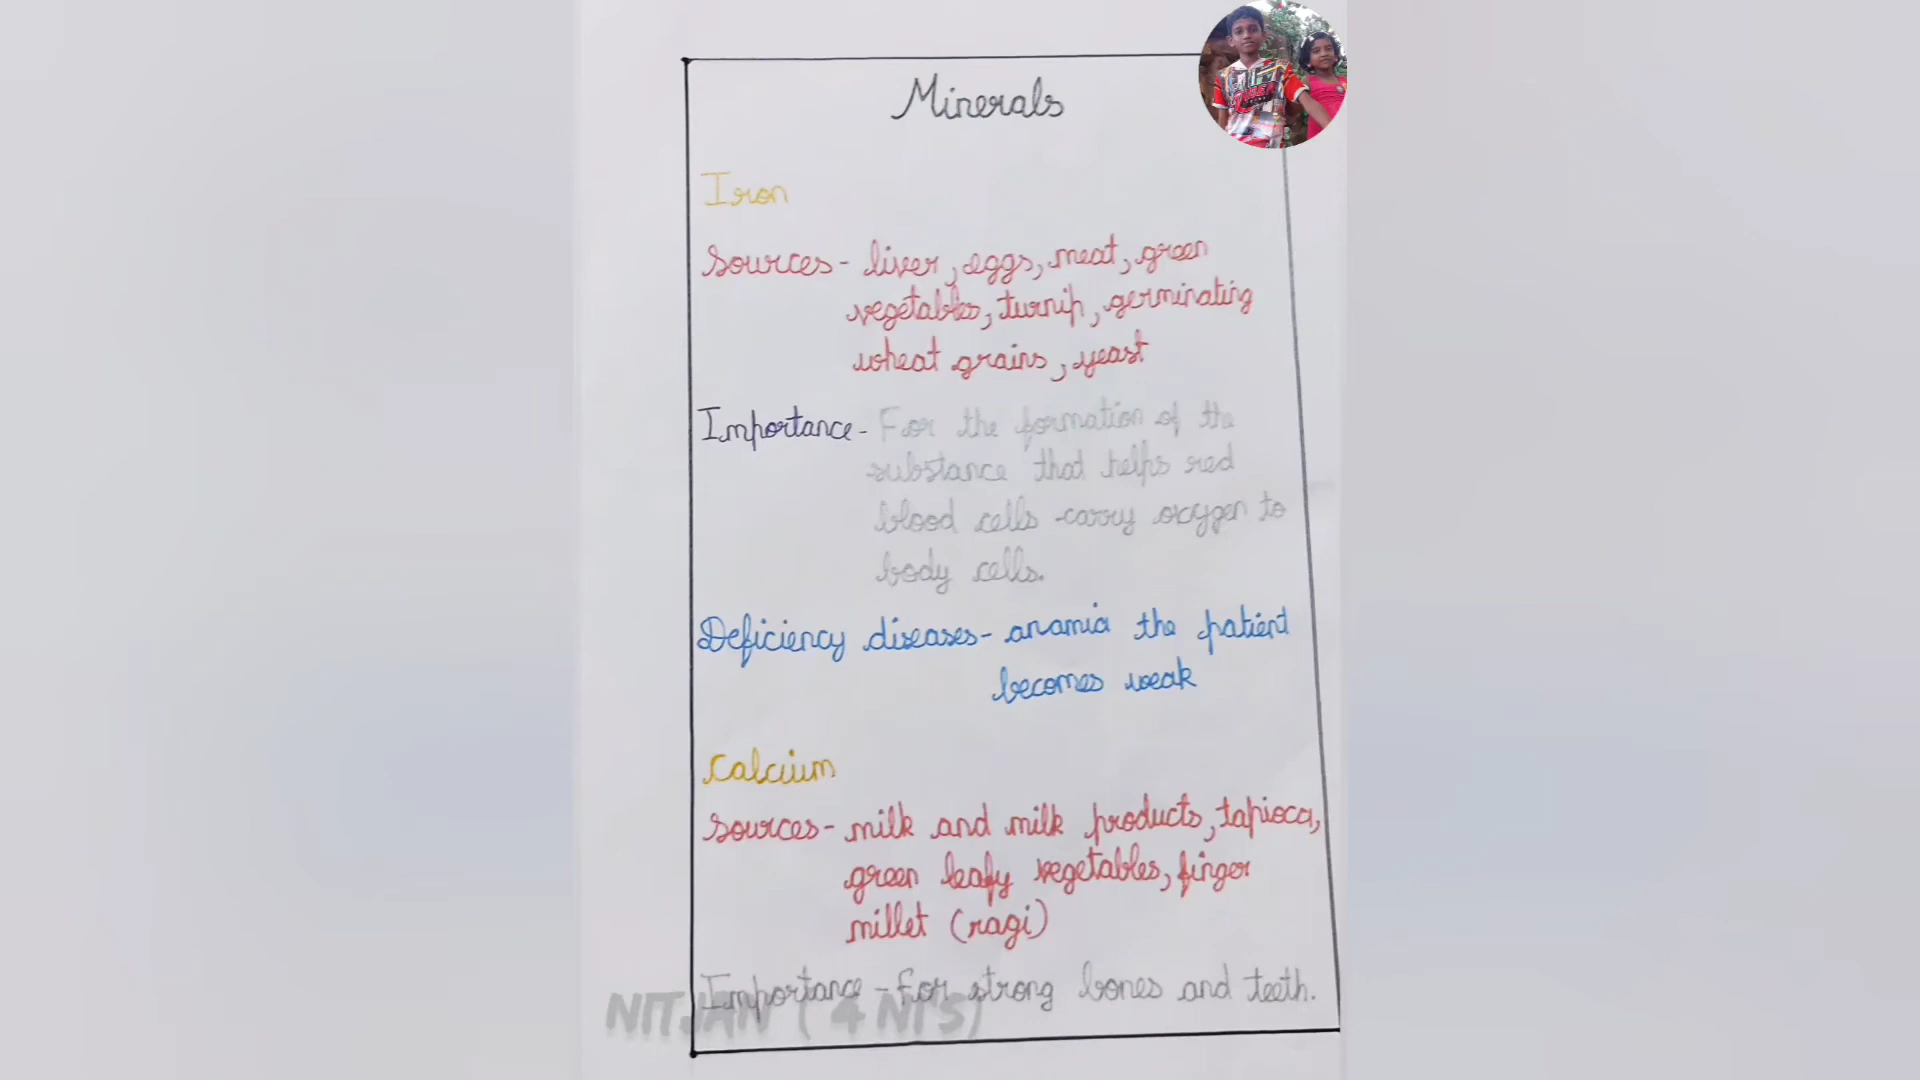 Minerals
Iron
Sources - liver, eggs, meat, green
vegetables, turnip, germinating
wheat grains, yeast
Importance - For the formation of the
substance that helps red
blood cells carry oxygen to
body cells.
Deficiency diseases - anamia the patient
becomes weak
Calcium
Sources - milk and milk products, tapioca,
green leafy vegetables, finger
millet (ragi)
Importance - For strong bones and teeth.
NITJAN ( 4 NI'S)